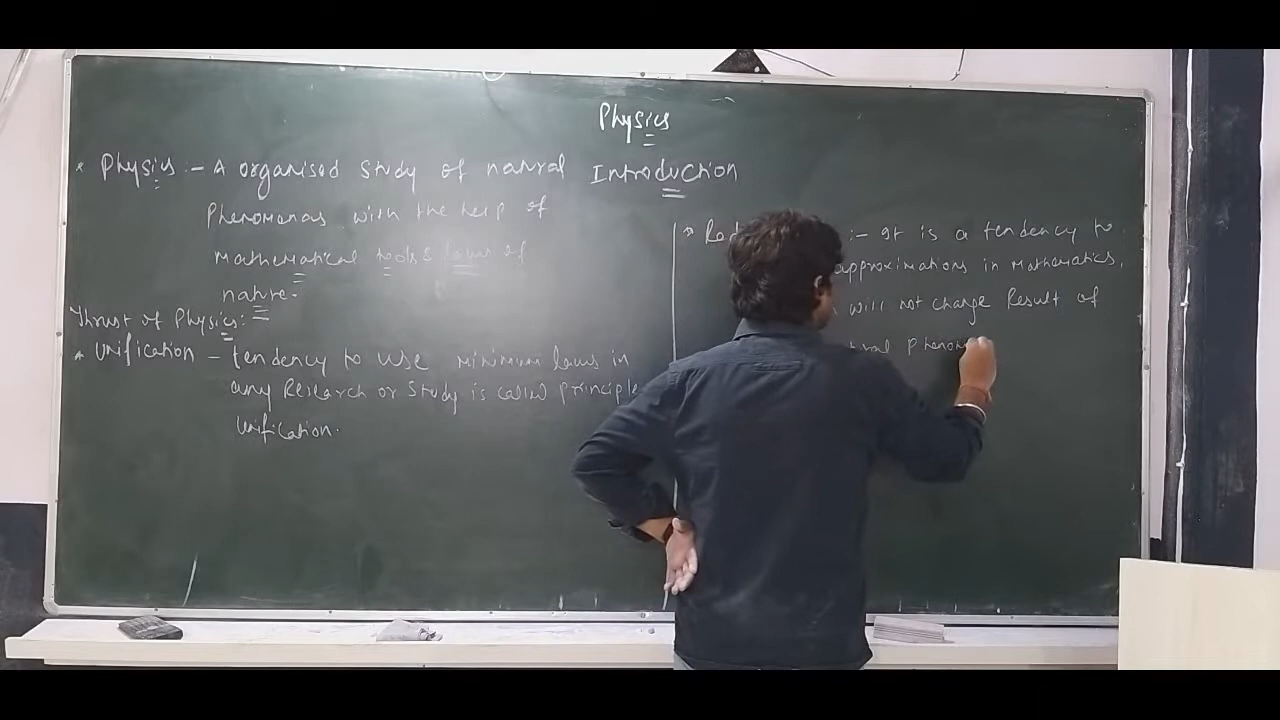 Physics
Introduction
* Physics :- A organised study of natural
Phenomenas with the help of
Mathematical tools & laws of
nature.
Thrust of Physics:
* Unification - tendency to use minimum laws in
any Research or Study is called principle
Unification.
* :- It is a tendency to
approximations in Mathematics,
will not change Result of
Phenom